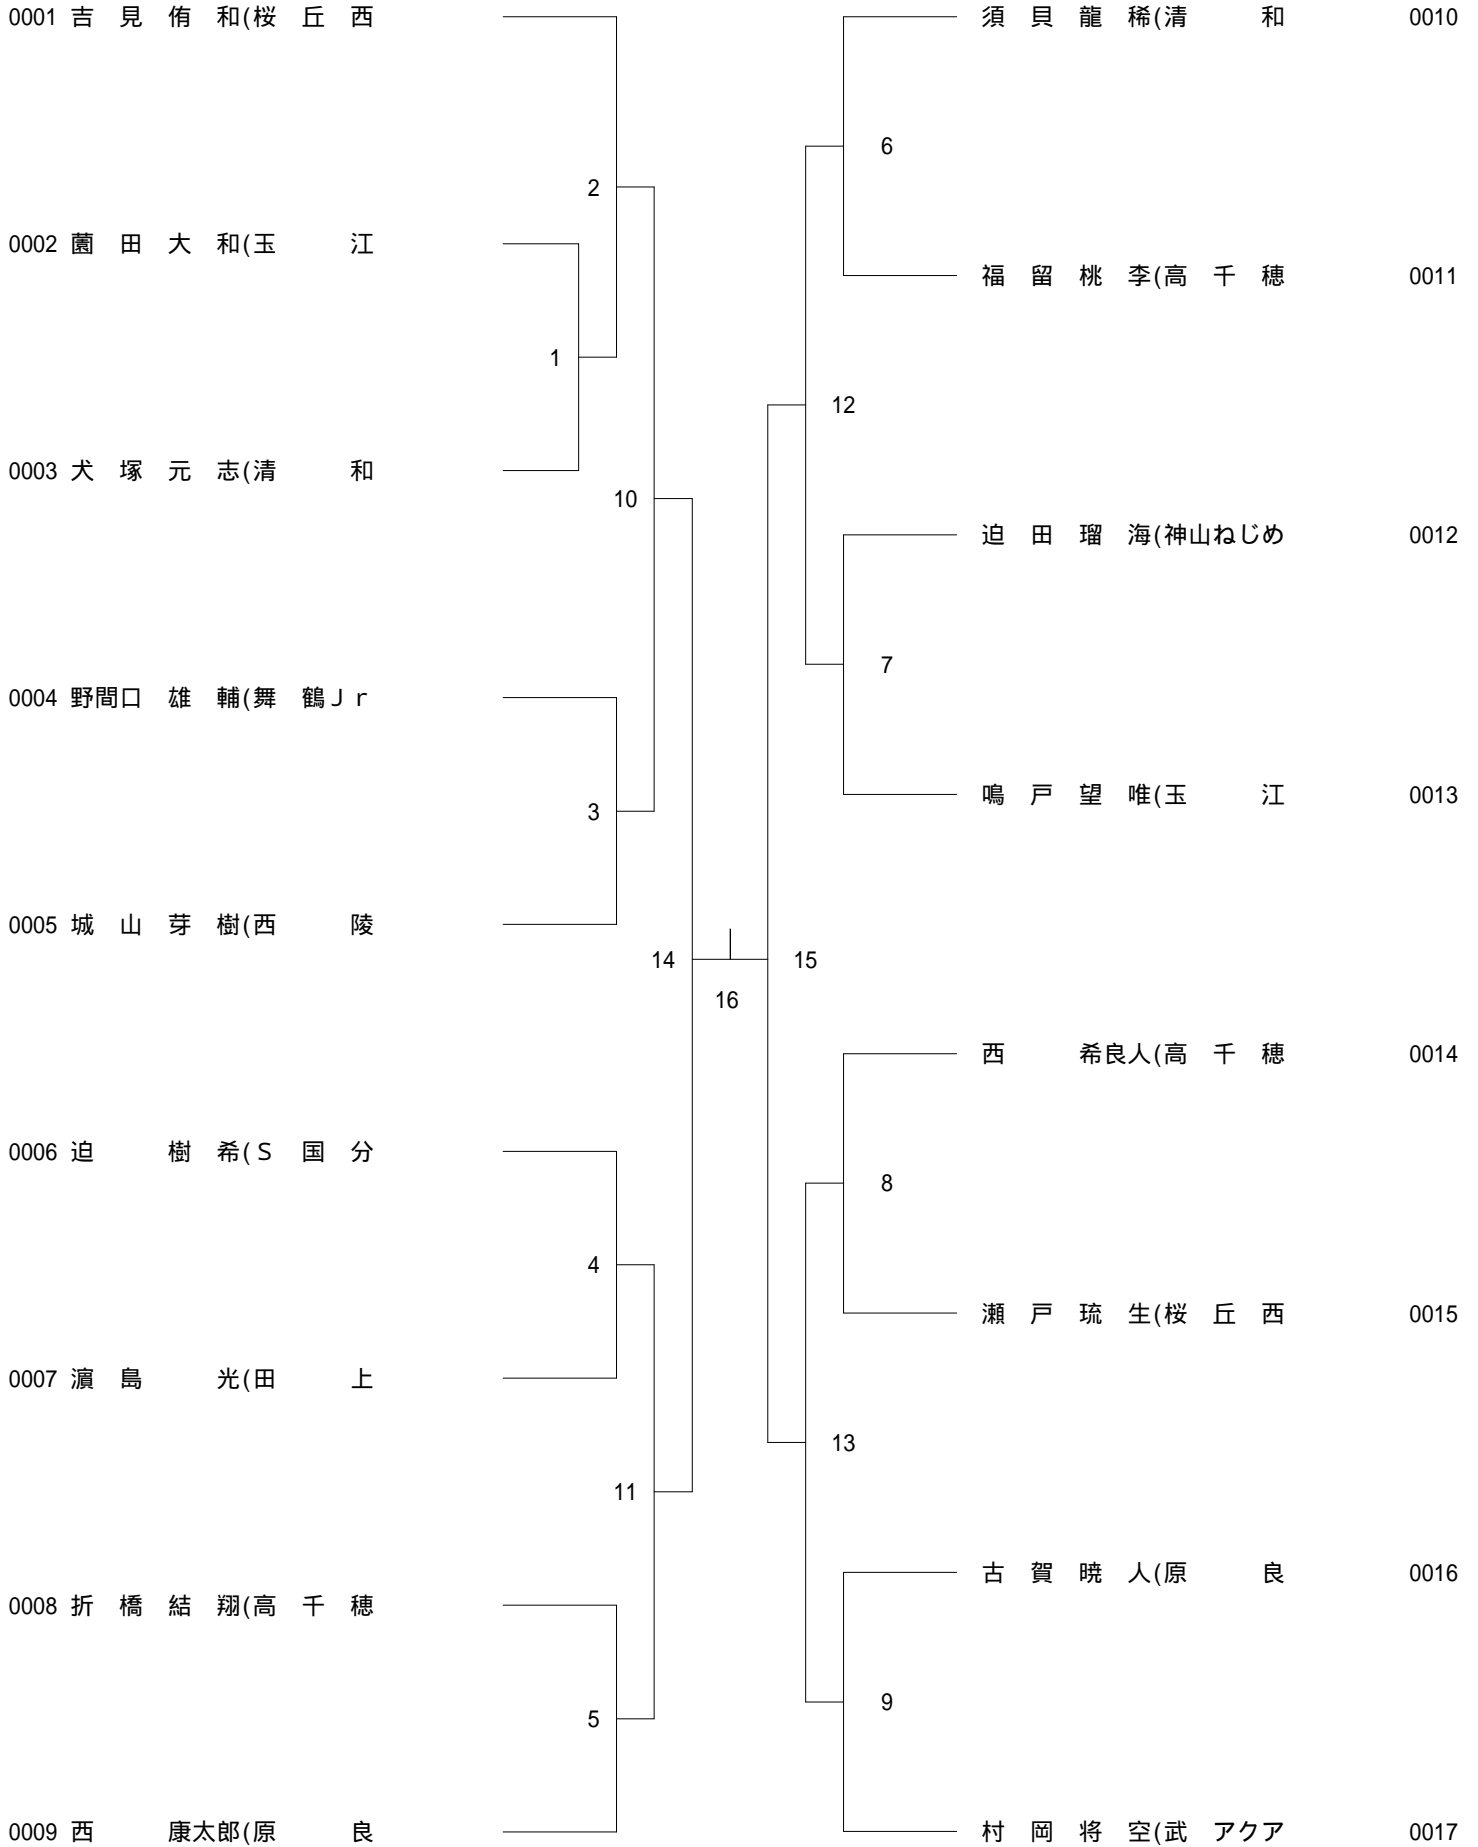 0001 吉　見　侑　和(桜　丘　西
2
0002 薗　田　大　和(玉　　　江
1
0003 犬　塚　元　志(清　　　和
10
0004 野間口　雄　輔(舞　鶴Ｊｒ
3
0005 城　山　芽　樹(西　　　陵
14
16
0006 迫　　　樹　希(Ｓ　国　分
4
0007 濵　島　　　光(田　　　上
11
0008 折　橋　結　翔(高　千　穂
5
0009 西　　　康太郎(原　　　良
須　貝　龍　稀(清　　　和 0010
6
福　留　桃　李(高　千　穂 0011
12
迫　田　瑠　海(神山ねじめ 0012
7
鳴　戸　望　唯(玉　　　江 0013
15
西　　　希良人(高　千　穂 0014
8
瀬　戸　琉　生(桜　丘　西 0015
13
古　賀　暁　人(原　　　良 0016
9
村　岡　将　空(武　アクア 0017